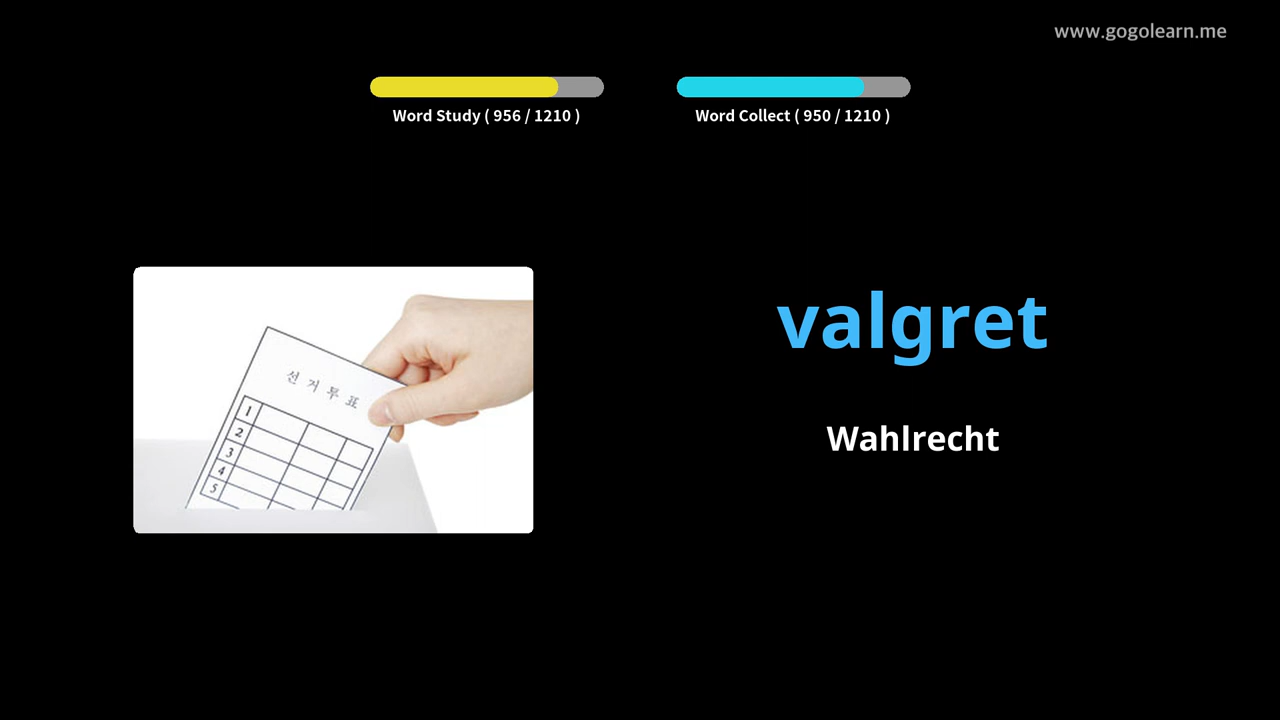 www.gogolearn.me
Word Study ( 956 / 1210 )
Word Collect ( 950 / 1210 )
선거투표
1
2
3
4
5
valgret
Wahlrecht